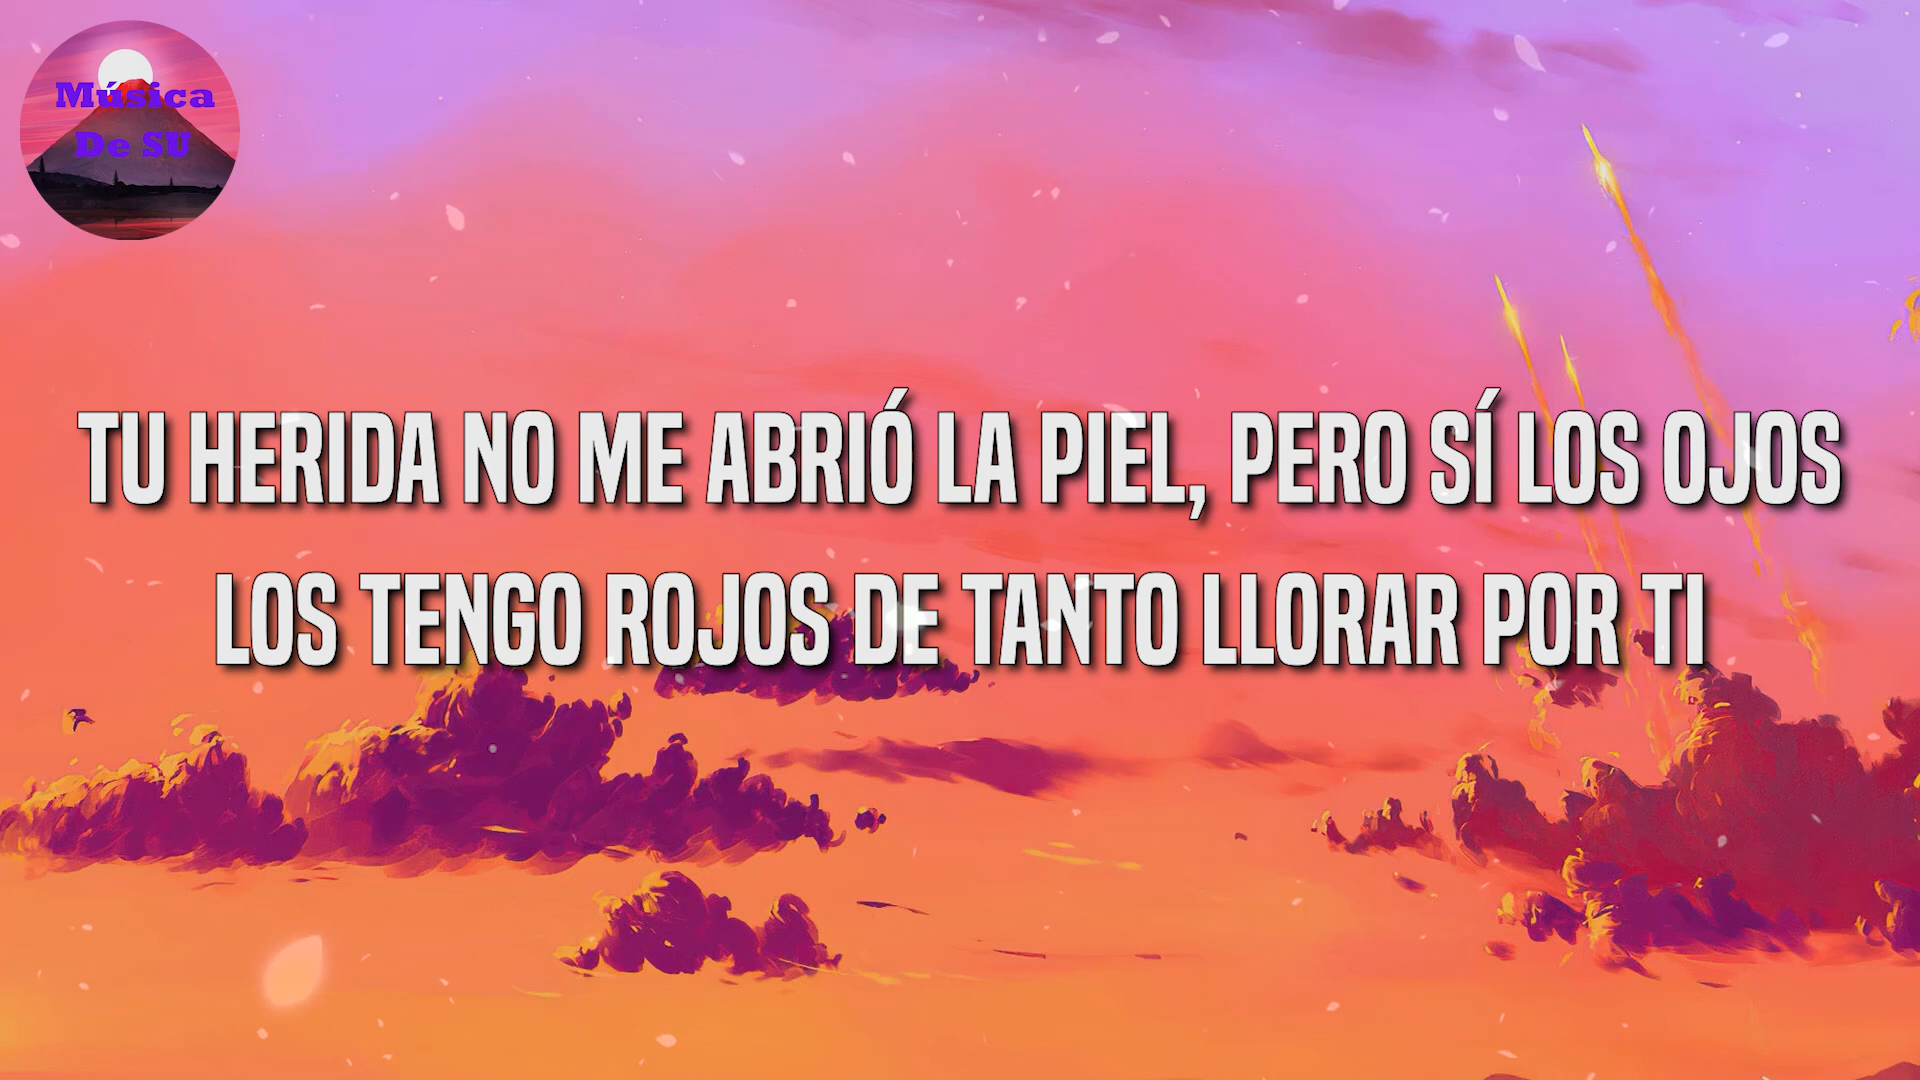 Música
De SU
TU HERIDA NO ME ABRIÓ LA PIEL, PERO SÍ LOS OJOS
LOS TENGO ROJOS DE TANTO LLORAR POR TI